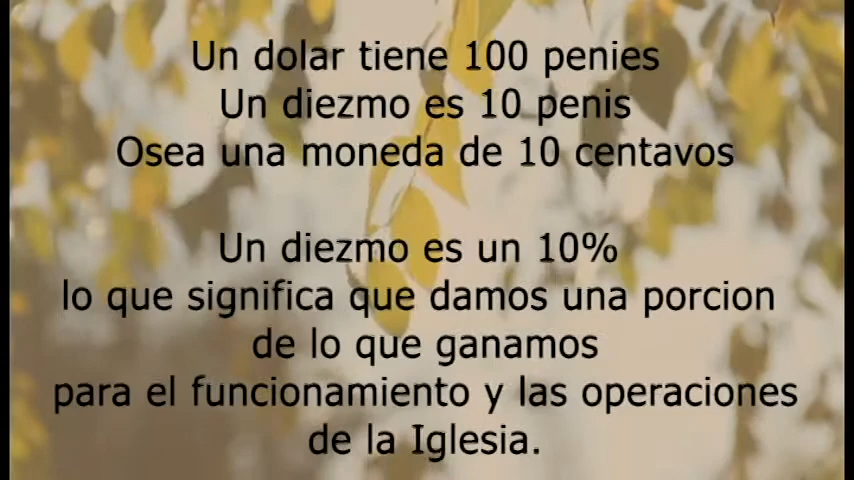 Un dolar tiene 100 penies
Un diezmo es 10 penis
Osea una moneda de 10 centavos
Un diezmo es un 10%
lo que significa que damos una porcion
de lo que ganamos
para el funcionamiento y las operaciones
de la Iglesia.